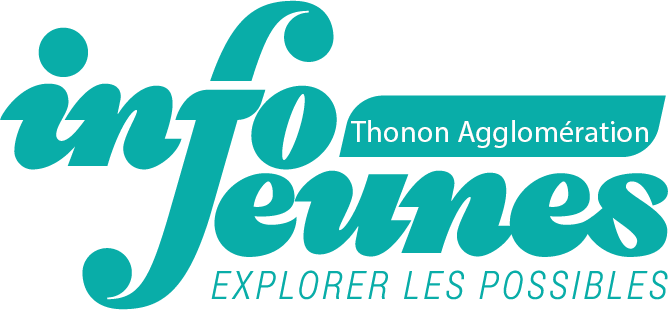 info
Thonon Agglomération
jeunes
EXPLORER LES POSSIBLES